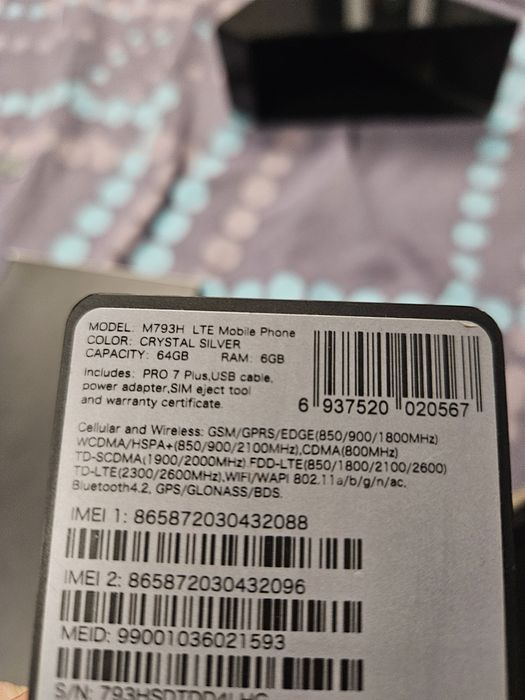 MODEL: M793H LTE Mobile Phone
COLOR: CRYSTAL SILVER
CAPACITY: 64GB RAM: 6GB
Includes: PRO 7 Plus,USB cable,
power adapter,SIM eject tool
and warranty certificate.
6 937520 020567
Cellular and Wireless: GSM/GPRS/EDGE(850/900/1800MHz)
WCDMA/HSPA+(850/900/2100MHz),CDMA(800MHz)
TD-SCDMA(1900/2000MHz) FDD-LTE(850/1800/2100/2600)
TD-LTE(2300/2600MHz),WIFI/WAPI 802.11a/b/g/n/ac,
Bluetooth4.2, GPS/GLONASS/BDS.
IMEI 1: 865872030432088
IMEI 2: 865872030432096
MEID: 99001036021593
S/N: 793HSDTDD4LHC